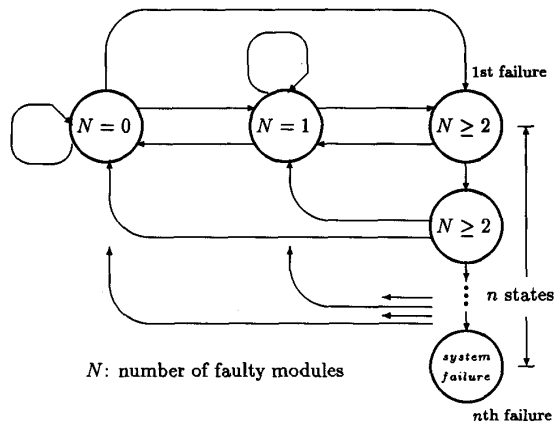 1st failure
N = 0
N = 1
N ≥ 2
N ≥ 2
n states
system
failure
N: number of faulty modules
nth failure